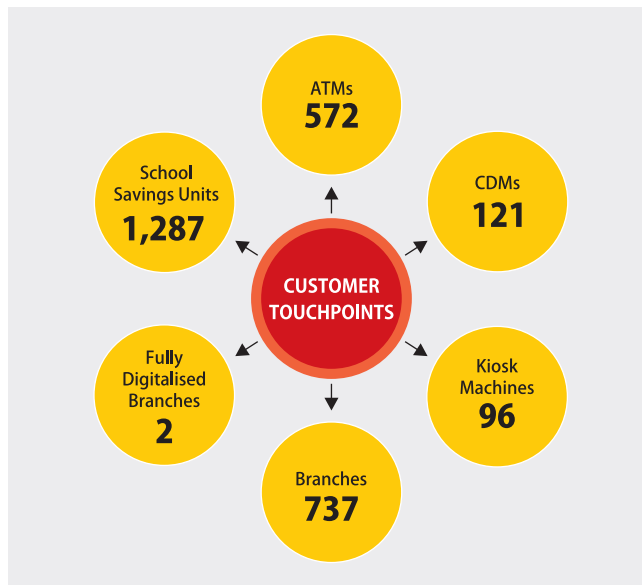 ATMs
572
CDMs
121
Kiosk
Machines
96
Branches
737
Fully
Digitalised
Branches
2
School
Savings Units
1,287
CUSTOMER
TOUCHPOINTS